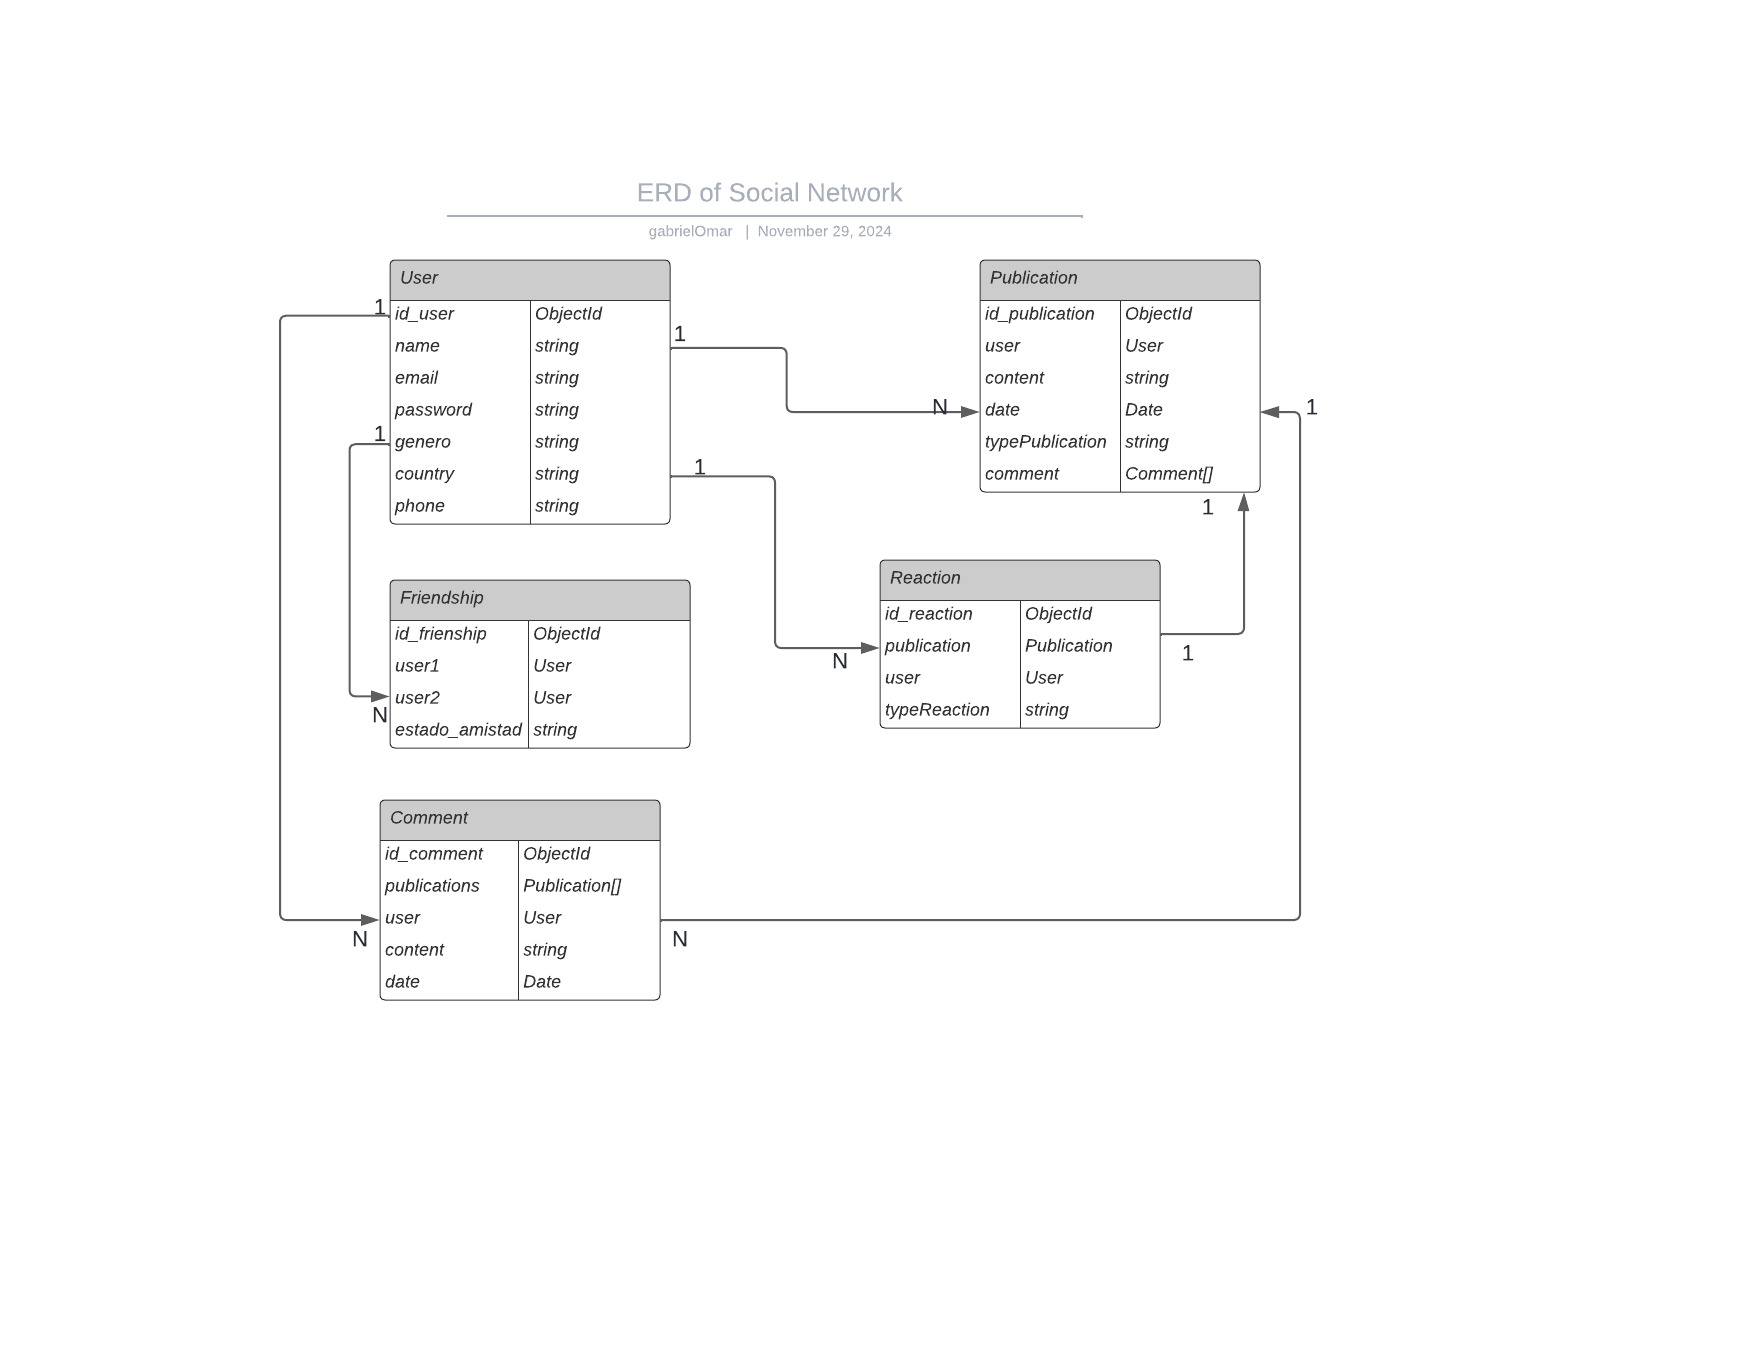 ERD of Social Network
gabrielOmar | November 29, 2024
User
1
id_user ObjectId
name string
1
email string
password string
1
genero string
country string
1
phone string
Publication
id_publication ObjectId
user User
content string
N
date Date
1
typePublication string
comment Comment[]
1
Friendship
id_frienship ObjectId
user1 User
user2 User
N
estado_amistad string
Reaction
id_reaction ObjectId
publication Publication
1
N
user User
typeReaction string
Comment
id_comment ObjectId
publications Publication[]
user User
N
N
content string
date Date